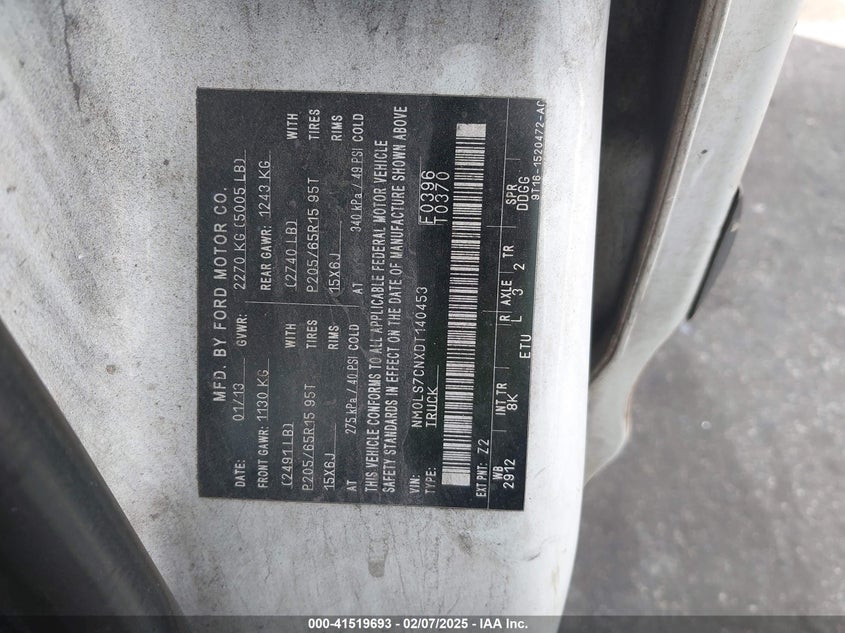 MFD. BY FORD MOTOR CO.
DATE: 01/13 GVWR: 2270 KG (5005 LB)
FRONT GAWR: 1130 KG REAR GAWR: 1243 KG
(2491 LB) WITH (2740 LB) WITH
P205/65R15 95T TIRES P205/65R15 95T TIRES
15X6J RIMS 15X6J RIMS
AT 275 kPa / 40 PSI COLD AT 340 kPa / 49 PSI COLD
THIS VEHICLE CONFORMS TO ALL APPLICABLE FEDERAL MOTOR VEHICLE
SAFETY STANDARDS IN EFFECT ON THE DATE OF MANUFACTURE SHOWN ABOVE
VIN: NM0LS7CNXDT140453 F0396
TYPE: TRUCK T0370
EXT PNT: Z2
WB INT TR R AXLE TR SPR
2912 8K L 3 2 DDGG
ETU 9T16-1520472-AC
000-41519693 - 02/07/2025 - IAA Inc.